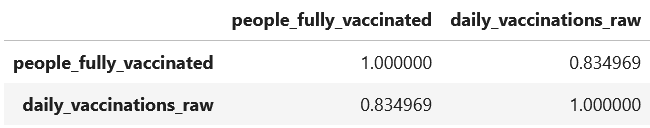 people_fully_vaccinated daily_vaccinations_raw
people_fully_vaccinated 1.000000 0.834969
daily_vaccinations_raw 0.834969 1.000000